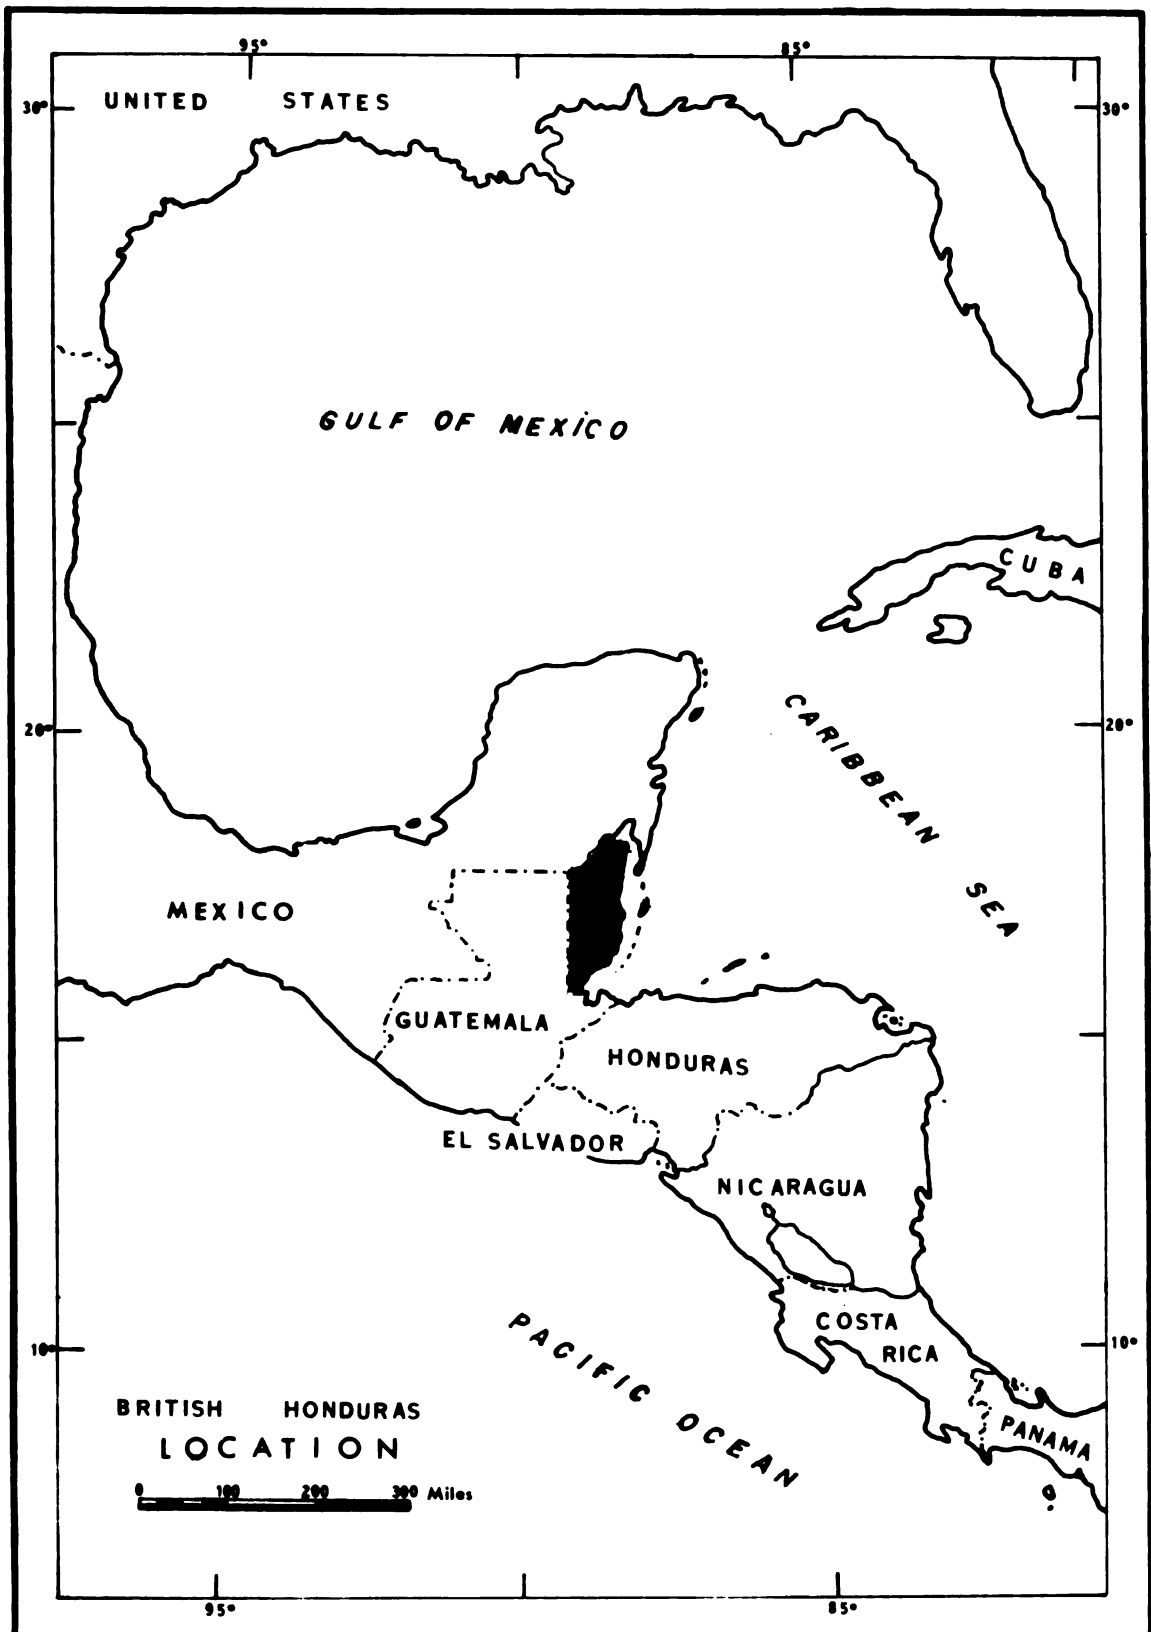 95° 85°
30° UNITED STATES 30°
GULF OF MEXICO
CUBA
20° CARIBBEAN SEA 20°
MEXICO
GUATEMALA
HONDURAS
EL SALVADOR
NICARAGUA
COSTA
RICA
10° PACIFIC OCEAN 10°
PANAMA
BRITISH HONDURAS
LOCATION
0 100 200 300 Miles
95° 85°